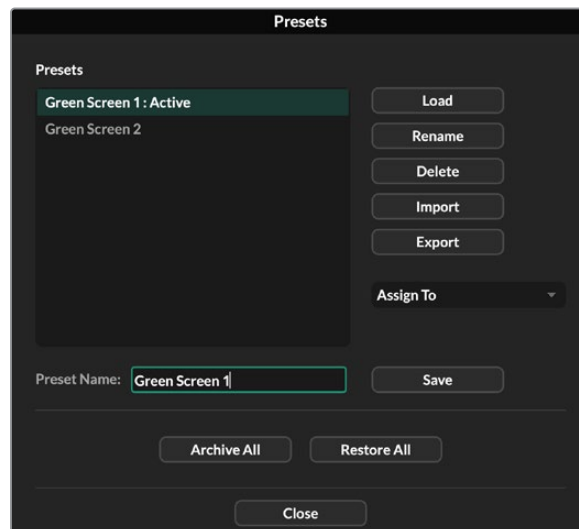 Presets
Presets
Green Screen 1 : Active
Green Screen 2
Load
Rename
Delete
Import
Export
Assign To
Preset Name: Green Screen 1
Save
Archive All
Restore All
Close